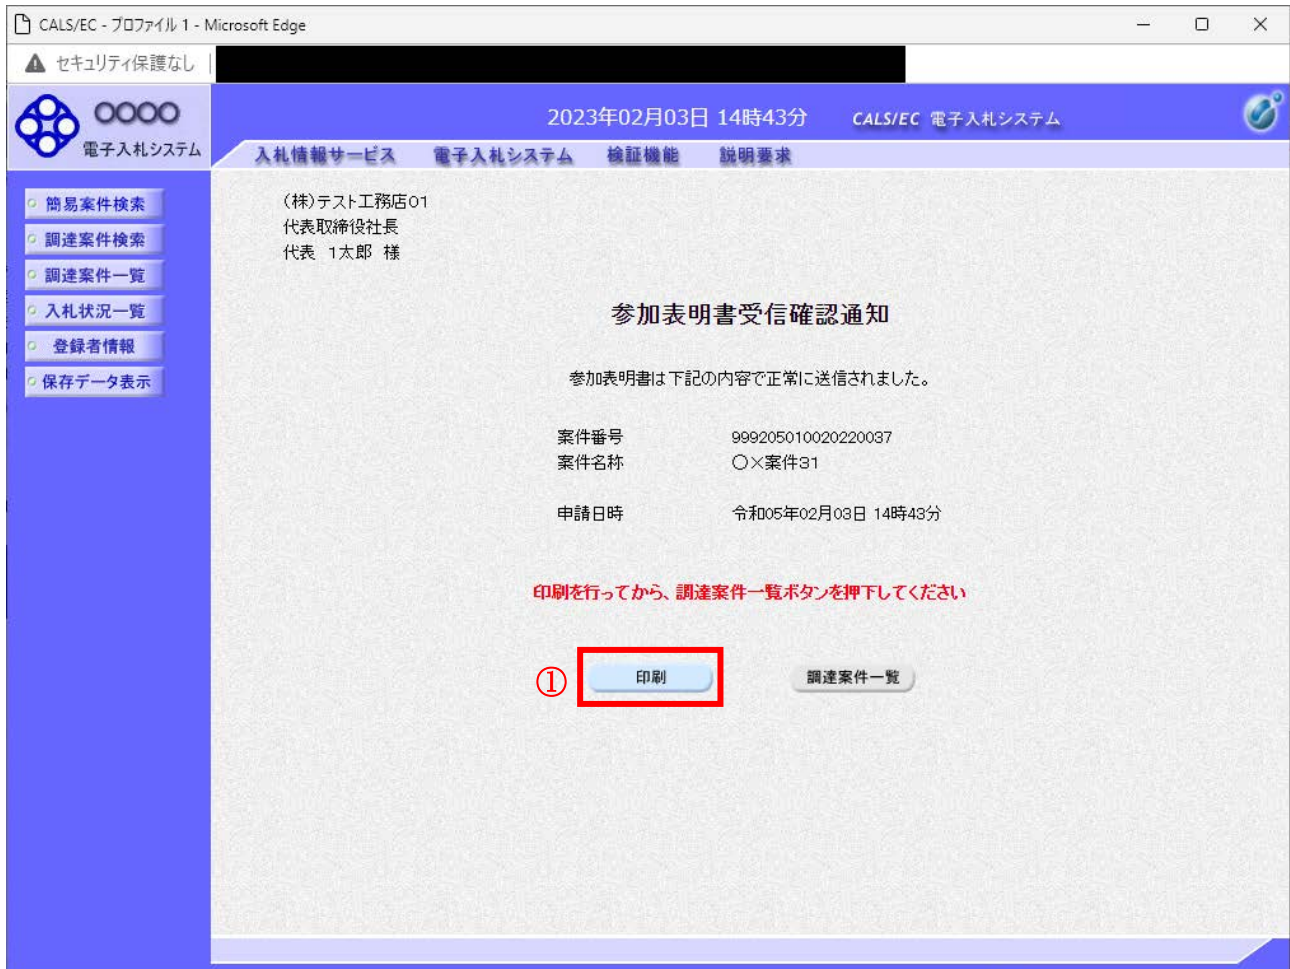 CALS/EC - プロファイル 1 - Microsoft Edge
セキュリティ保護なし
〇〇〇〇
電子入札システム
2023年02月03日 14時43分
CALS/EC 電子入札システム
入札情報サービス 電子入札システム 検証機能 説明要求
簡易案件検索
調達案件検索
調達案件一覧
入札状況一覧
登録者情報
保存データ表示
(株)テスト工務店01
代表取締役社長
代表 1太郎 様
参加表明書受信確認通知
参加表明書は下記の内容で正常に送信されました。
案件番号 999205010020220037
案件名称 〇×案件31
申請日時 令和05年02月03日 14時43分
印刷を行ってから、調達案件一覧ボタンを押下してください
① 印刷 調達案件一覧